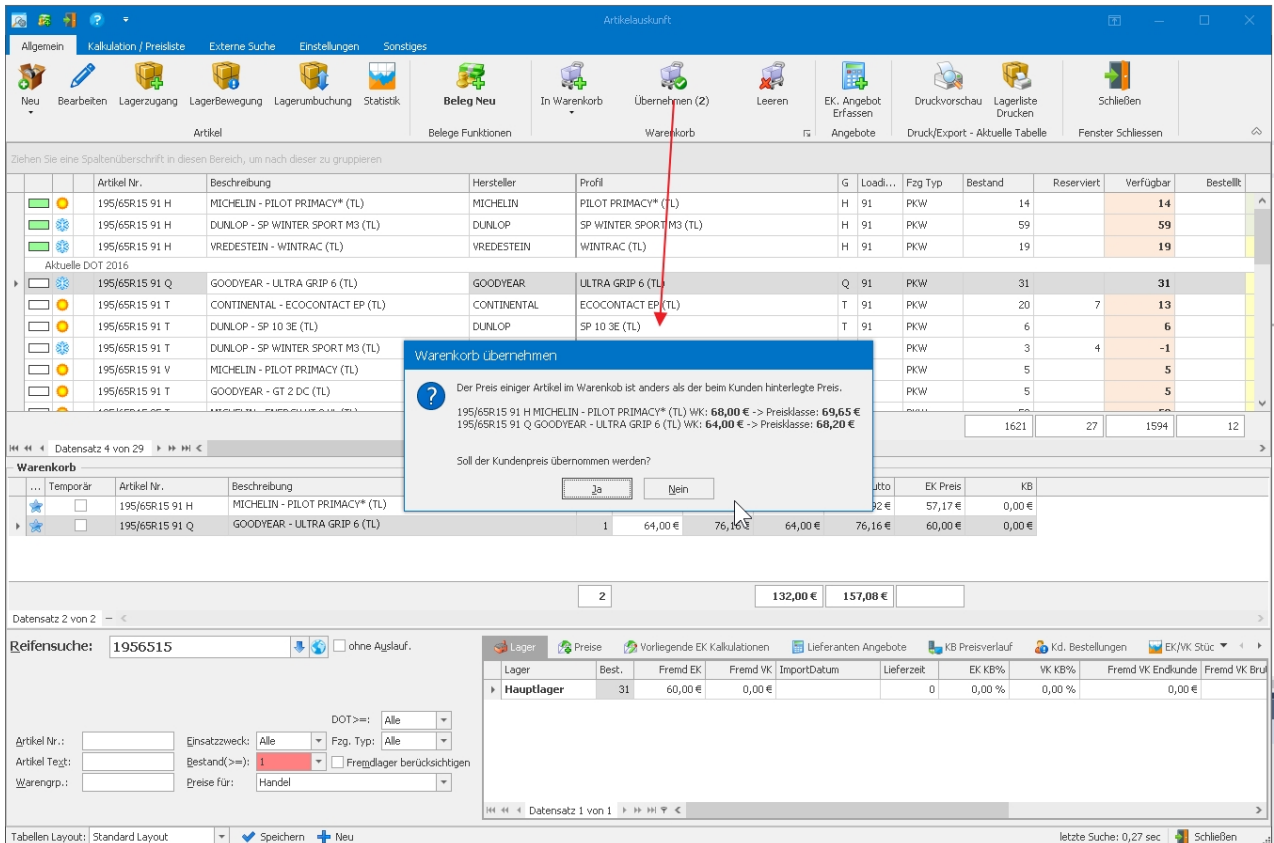 Artikelauskunft
Allgemein Kalkulation / Preisliste Externe Suche Einstellungen Sonstiges
Neu Bearbeiten Lagerzugang LagerBewegung Lagerumbuchung Statistik Beleg Neu In Warenkorb Übernehmen (2) Leeren EK. Angebot Erfassen Druckvorschau Lagerliste Drucken Schließen
Artikel Belege Funktionen Warenkorb Angebote Druck/Export - Aktuelle Tabelle Fenster Schliessen
Ziehen Sie eine Spaltenüberschrift in diesen Bereich, um nach dieser zu gruppieren
Artikel Nr. Beschreibung Hersteller Profil G Loadi... Fzg Typ Bestand Reserviert Verfügbar Bestellt
195/65R15 91 H MICHELIN - PILOT PRIMACY* (TL) MICHELIN PILOT PRIMACY* (TL) H 91 PKW 14 14
195/65R15 91 H DUNLOP - SP WINTER SPORT M3 (TL) DUNLOP SP WINTER SPORT M3 (TL) H 91 PKW 59 59
195/65R15 91 H VREDESTEIN - WINTRAC (TL) VREDESTEIN WINTRAC (TL) H 91 PKW 19 19
Aktuelle DOT 2016
195/65R15 91 Q GOODYEAR - ULTRA GRIP 6 (TL) GOODYEAR ULTRA GRIP 6 (TL) Q 91 PKW 31 31
195/65R15 91 T CONTINENTAL - ECOCONTACT EP (TL) CONTINENTAL ECOCONTACT EP (TL) T 91 PKW 20 7 13
195/65R15 91 T DUNLOP - SP 10 3E (TL) DUNLOP SP 10 3E (TL) T 91 PKW 6 6
195/65R15 91 T DUNLOP - SP WINTER SPORT M3 (TL) PKW 3 4 -1
195/65R15 91 V MICHELIN - PILOT PRIMACY (TL) PKW 5 5
195/65R15 91 T GOODYEAR - GT 2 DC (TL) PKW 5 5
1621 27 1594 12
Datensatz 4 von 29
Warenkorb übernehmen
Der Preis einiger Artikel im Warenkob ist anders als der beim Kunden hinterlegte Preis.
195/65R15 91 H MICHELIN - PILOT PRIMACY* (TL) WK: 68,00 € -> Preisklasse: 69,65 €
195/65R15 91 Q GOODYEAR - ULTRA GRIP 6 (TL) WK: 64,00 € -> Preisklasse: 68,20 €
Soll der Kundenpreis übernommen werden?
Ja Nein
Warenkorb
... Temporär Artikel Nr. Beschreibung EK Preis KB
195/65R15 91 H MICHELIN - PILOT PRIMACY* (TL) 57,17 € 0,00 €
195/65R15 91 Q GOODYEAR - ULTRA GRIP 6 (TL) 1 64,00 € 76,16 € 64,00 € 76,16 € 60,00 € 0,00 €
2 132,00 € 157,08 €
Datensatz 2 von 2
Reifensuche: 1956515 ohne Auslauf.
DOT>=: Alle
Artikel Nr.: Einsatzzweck: Alle Fzg. Typ: Alle
Artikel Text: Bestand(>=): 1 Fremdlager berücksichtigen
Warengrp.: Preise für: Handel
Lager Preise Vorliegende EK Kalkulationen Lieferanten Angebote KB Preisverlauf Kd. Bestellungen EK/VK Stüc
Lager Best. Fremd EK Fremd VK ImportDatum Lieferzeit EK KB% VK KB% Fremd VK Endkunde Fremd VK Bru
Hauptlager 31 60,00 € 0,00 € 0 0,00 % 0,00 % 0,00 €
Datensatz 1 von 1
Tabellen Layout: Standard Layout Speichern Neu letzte Suche: 0,27 sec Schließen